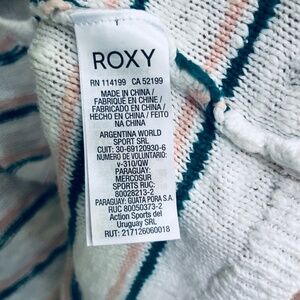 ROXY
RN 114199 CA 52199
MADE IN CHINA /
FABRIQUE EN CHINE /
FABRICADO EN CHINA /
HECHO EN CHINA / FEITO
NA CHINA
ARGENTINA WORLD
SPORT SRL
CUIT: 30-69120930-6
NUMERO DE VOLUNTARIO:
v-310/QW
PARAGUAY:
MERCOSUR
SPORTS RUC:
80028213-2
PARAGUAY: GUATA PORA S.A.
RUC 80050373-2
Action Sports del
Uruguay SRL
RUT: 217126060018